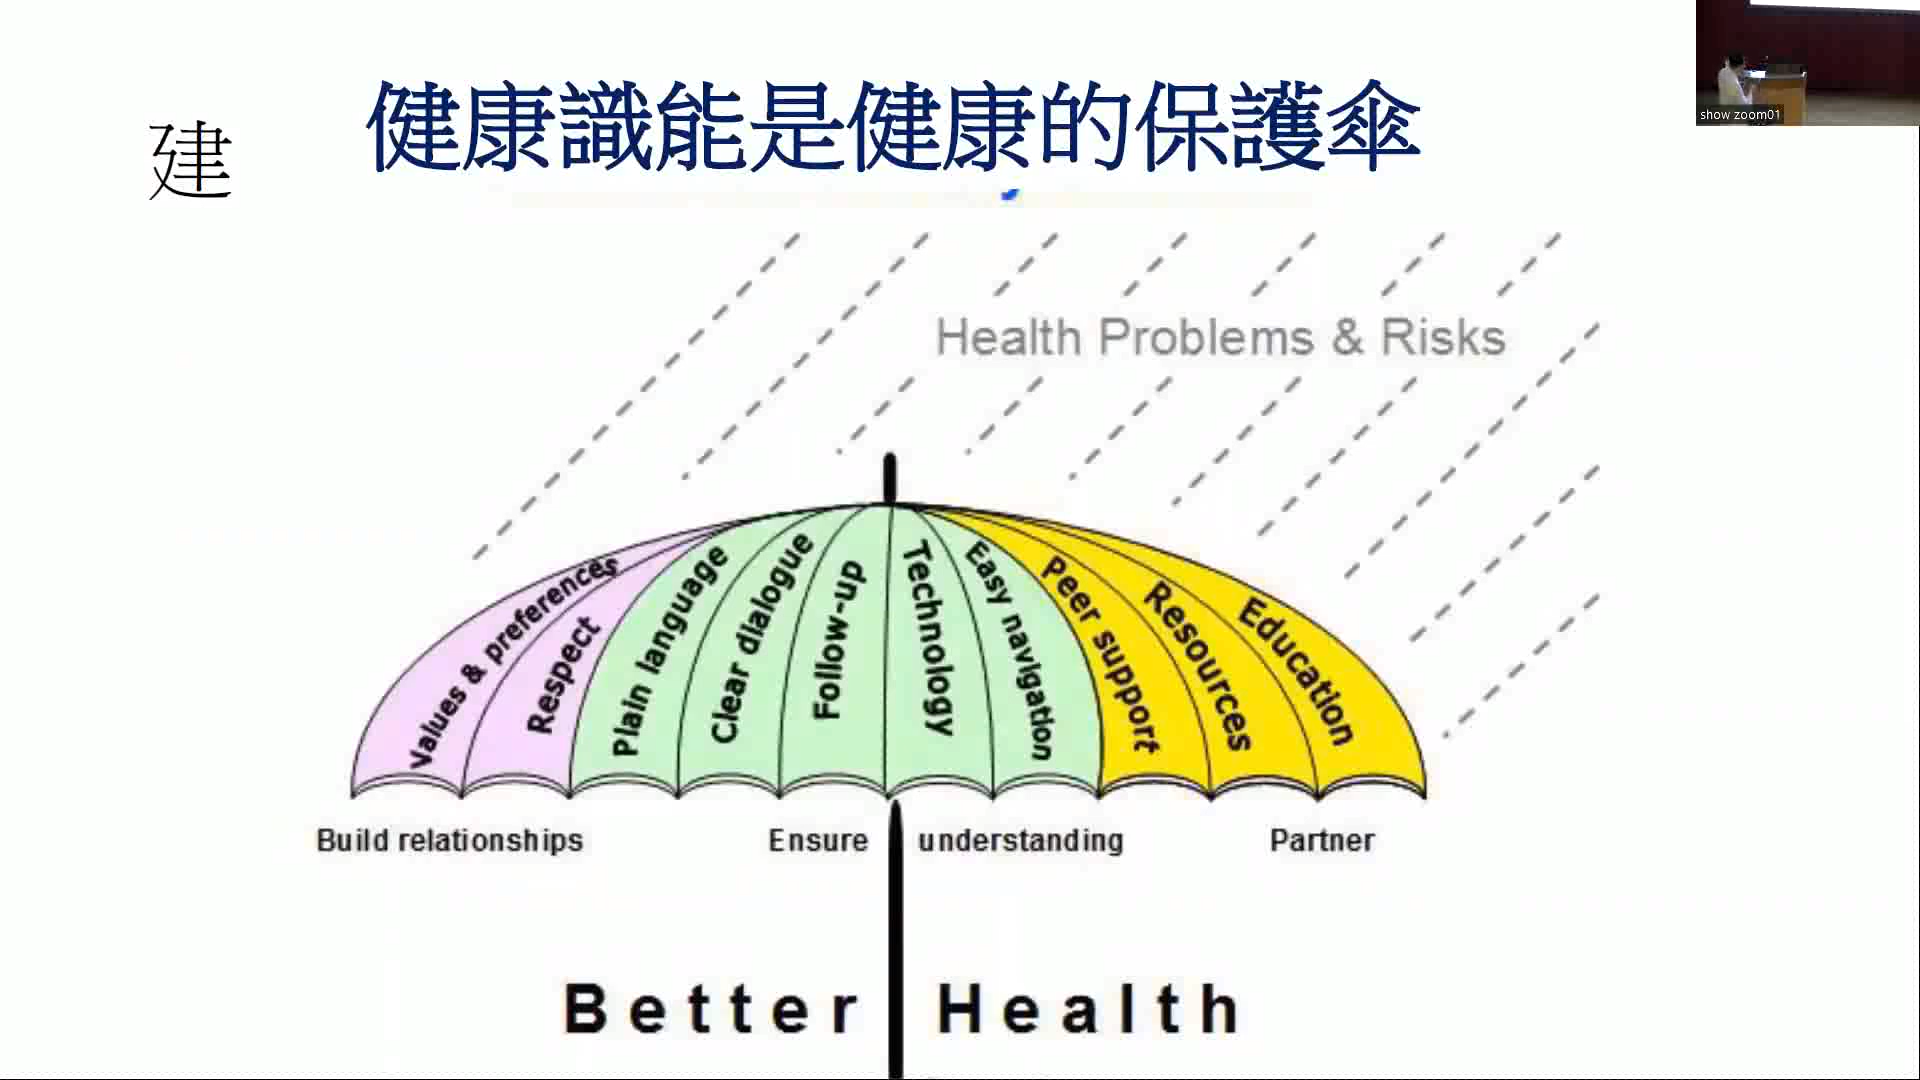 健康識能是健康的保護傘
建
show zoom01
Health Problems & Risks
Values & preferences
Respect
Plain language
Clear dialogue
Follow-up
Technology
Easy navigation
Peer support
Resources
Education
Build relationships
Ensure understanding
Partner
Better Health